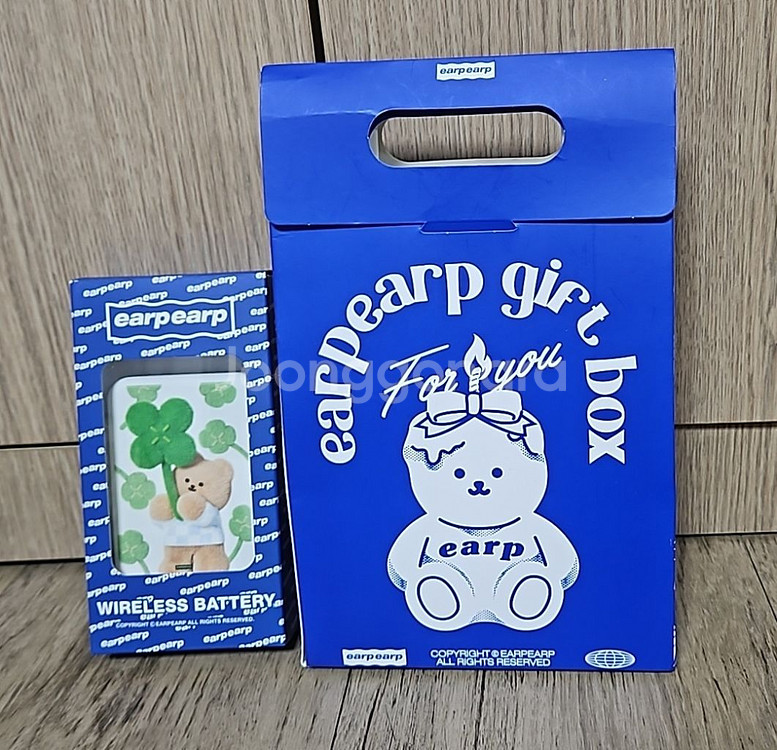 earpearp
earpearp gift box
For you
earp
earpearp
COPYRIGHT © EARPEARP
ALL RIGHTS RESERVED
earpearp
WIRELESS BATTERY
COPYRIGHT © EARPEARP ALL RIGHTS RESERVED.
Joonggonara